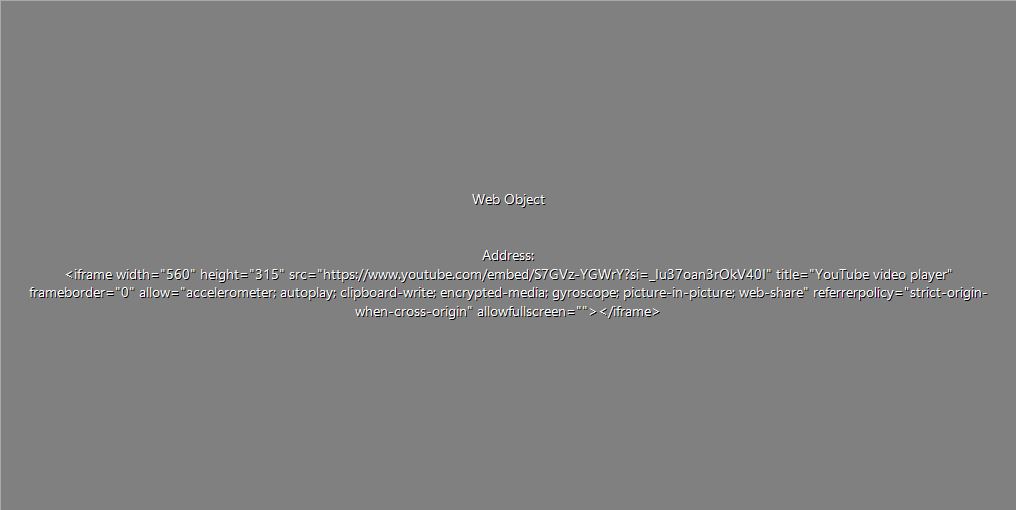 Web Object
Address:
<iframe width="560" height="315" src="https://www.youtube.com/embed/S7GVz-YGWrY?si=_Iu37oan3rOkV40I" title="YouTube video player"
frameborder="0" allow="accelerometer; autoplay; clipboard-write; encrypted-media; gyroscope; picture-in-picture; web-share" referrerpolicy="strict-origin-
when-cross-origin" allowfullscreen=""></iframe>